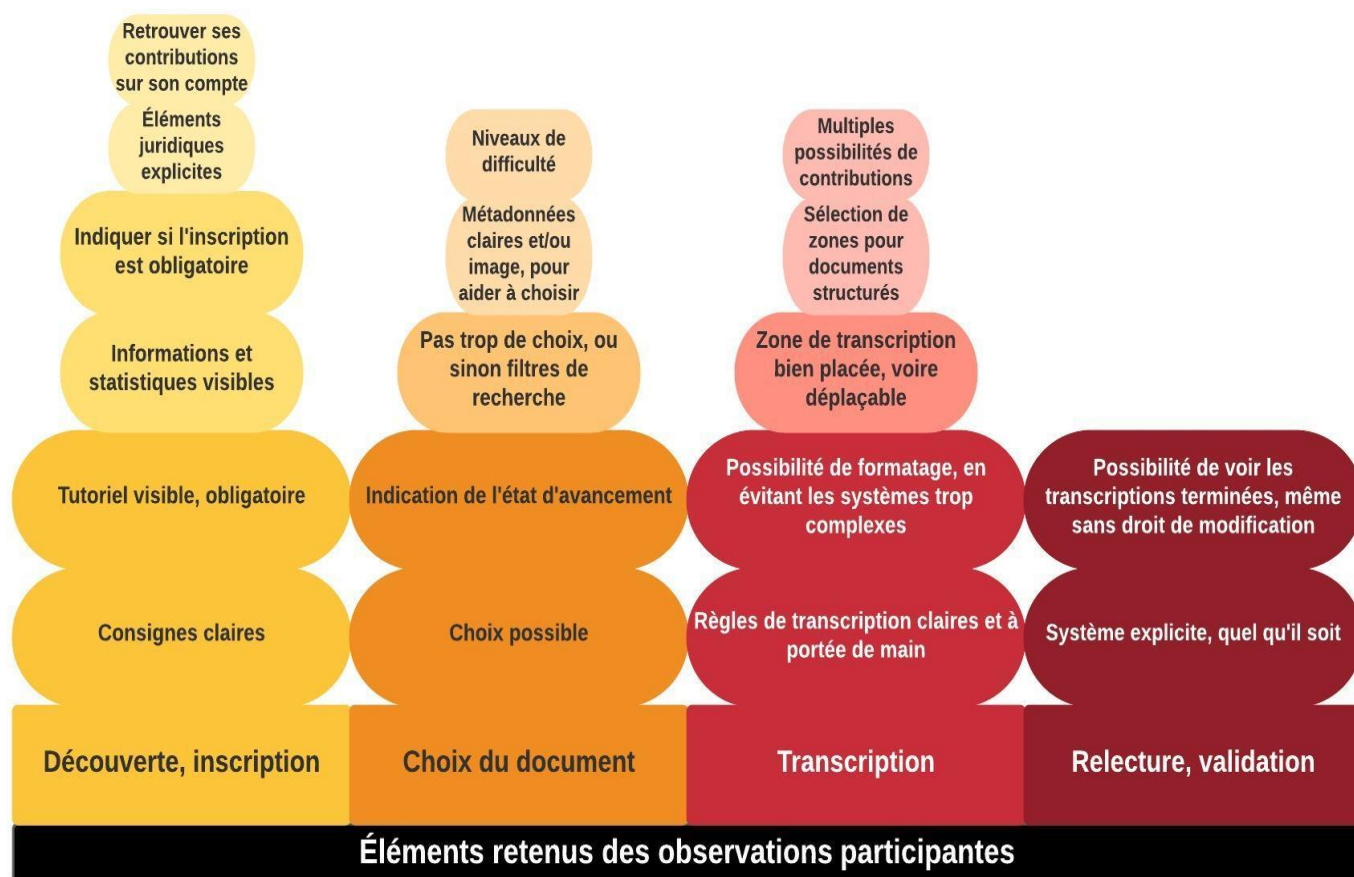 Retrouver ses
contributions
sur son compte
Éléments
juridiques
explicites
Indiquer si l'inscription
est obligatoire
Informations et
statistiques visibles
Tutoriel visible, obligatoire
Consignes claires
Découverte, inscription
Niveaux de
difficulté
Métadonnées
claires et/ou
image, pour
aider à choisir
Pas trop de choix, ou
sinon filtres de
recherche
Indication de l'état d'avancement
Choix possible
Choix du document
Multiples
possibilités de
contributions
Sélection de
zones pour
documents
structurés
Zone de transcription
bien placée, voire
déplaçable
Possibilité de formatage, en
évitant les systèmes trop
complexes
Règles de transcription claires et à
portée de main
Transcription
Possibilité de voir les
transcriptions terminées, même
sans droit de modification
Système explicite, quel qu'il soit
Relecture, validation
Éléments retenus des observations participantes